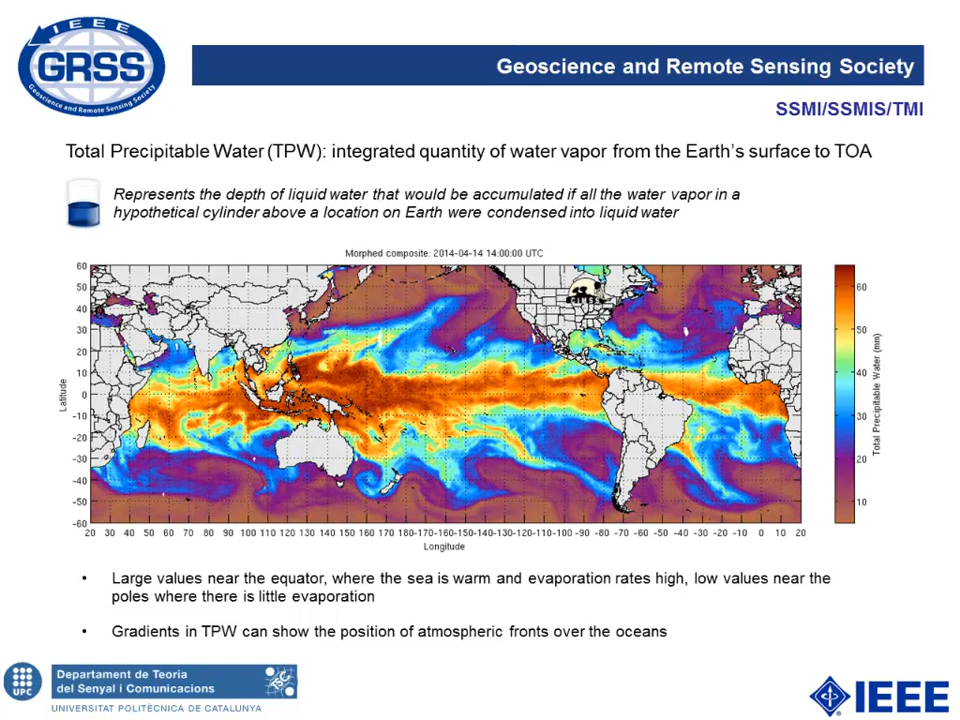 IEEE
GRSS
Geoscience and Remote Sensing Society
Geoscience and Remote Sensing Society
SSMI/SSMIS/TMI
Total Precipitable Water (TPW): integrated quantity of water vapor from the Earth's surface to TOA
Represents the depth of liquid water that would be accumulated if all the water vapor in a
hypothetical cylinder above a location on Earth were condensed into liquid water
Morphed composite: 2014-04-14 14:00:00 UTC
60
50
40
30
20
10
0
-10
-20
-30
-40
-50
-60
Latitude
20 30 40 50 60 70 80 90 100 110 120 130 140 150 160 170 180-170-160-150-140-130-120-110-100 -90 -80 -70 -60 -50 -40 -30 -20 -10 0 10 20
Longitude
60
50
40
30
20
10
Total Precipitable Water (mm)
• Large values near the equator, where the sea is warm and evaporation rates high, low values near the
poles where there is little evaporation
• Gradients in TPW can show the position of atmospheric fronts over the oceans
UPC
Departament de Teoria
del Senyal i Comunicacions
UNIVERSITAT POLITÈCNICA DE CATALUNYA
IEEE